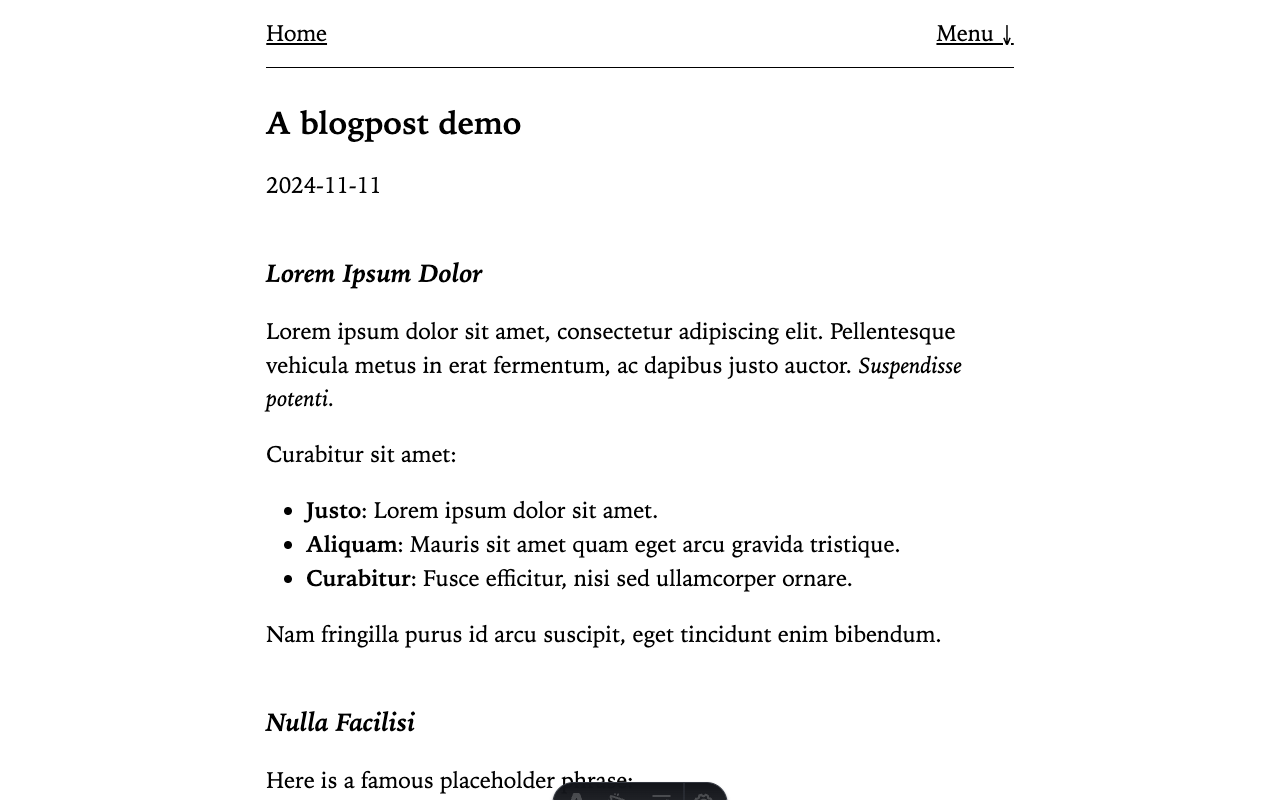 Home
Menu ↓
A blogpost demo
2024-11-11
Lorem Ipsum Dolor
Lorem ipsum dolor sit amet, consectetur adipiscing elit. Pellentesque
vehicula metus in erat fermentum, ac dapibus justo auctor. Suspendisse
potenti.
Curabitur sit amet:
• Justo: Lorem ipsum dolor sit amet.
• Aliquam: Mauris sit amet quam eget arcu gravida tristique.
• Curabitur: Fusce efficitur, nisi sed ullamcorper ornare.
Nam fringilla purus id arcu suscipit, eget tincidunt enim bibendum.
Nulla Facilisi
Here is a famous placeholder phrase: